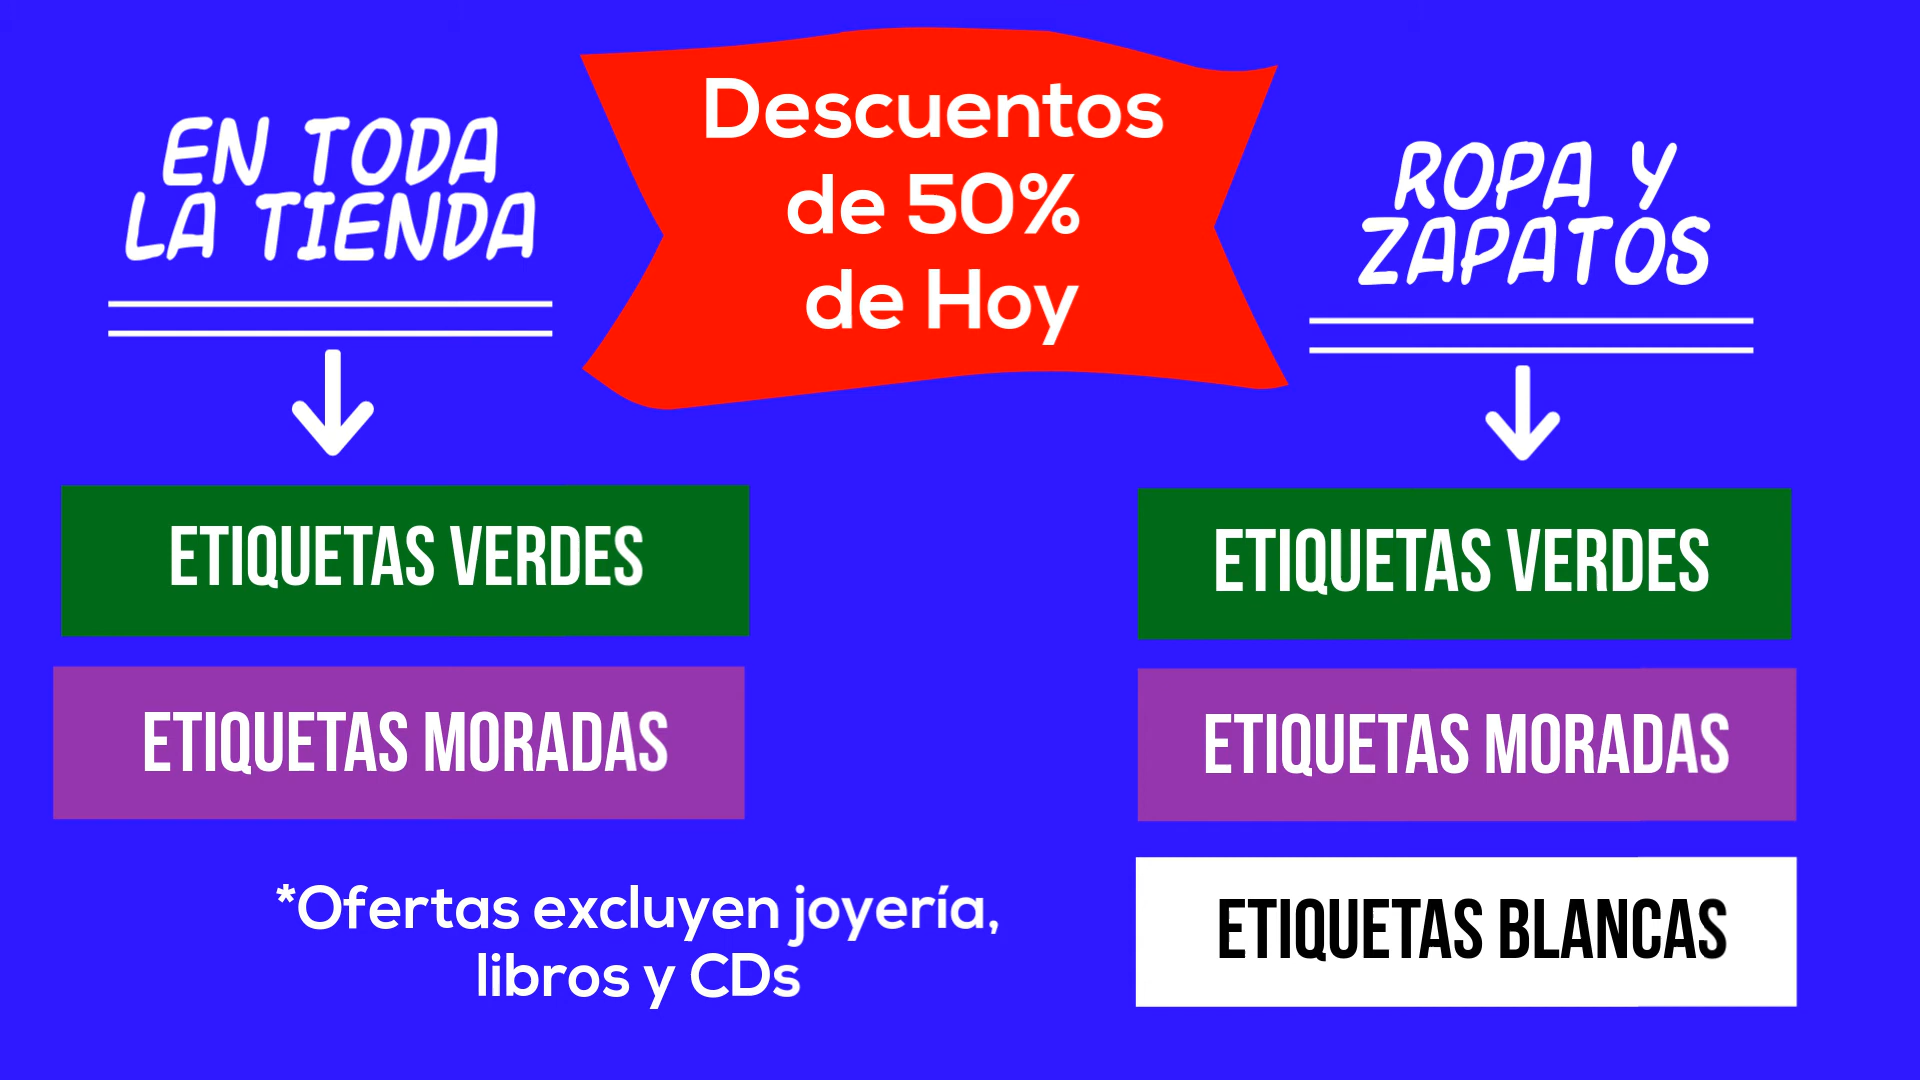 EN TODA
LA TIENDA
Descuentos
de 50%
de Hoy
ROPA Y
ZAPATOS
ETIQUETAS VERDES
ETIQUETAS MORADAS
*Ofertas excluyen joyería,
libros y CDs
ETIQUETAS VERDES
ETIQUETAS MORADAS
ETIQUETAS BLANCAS